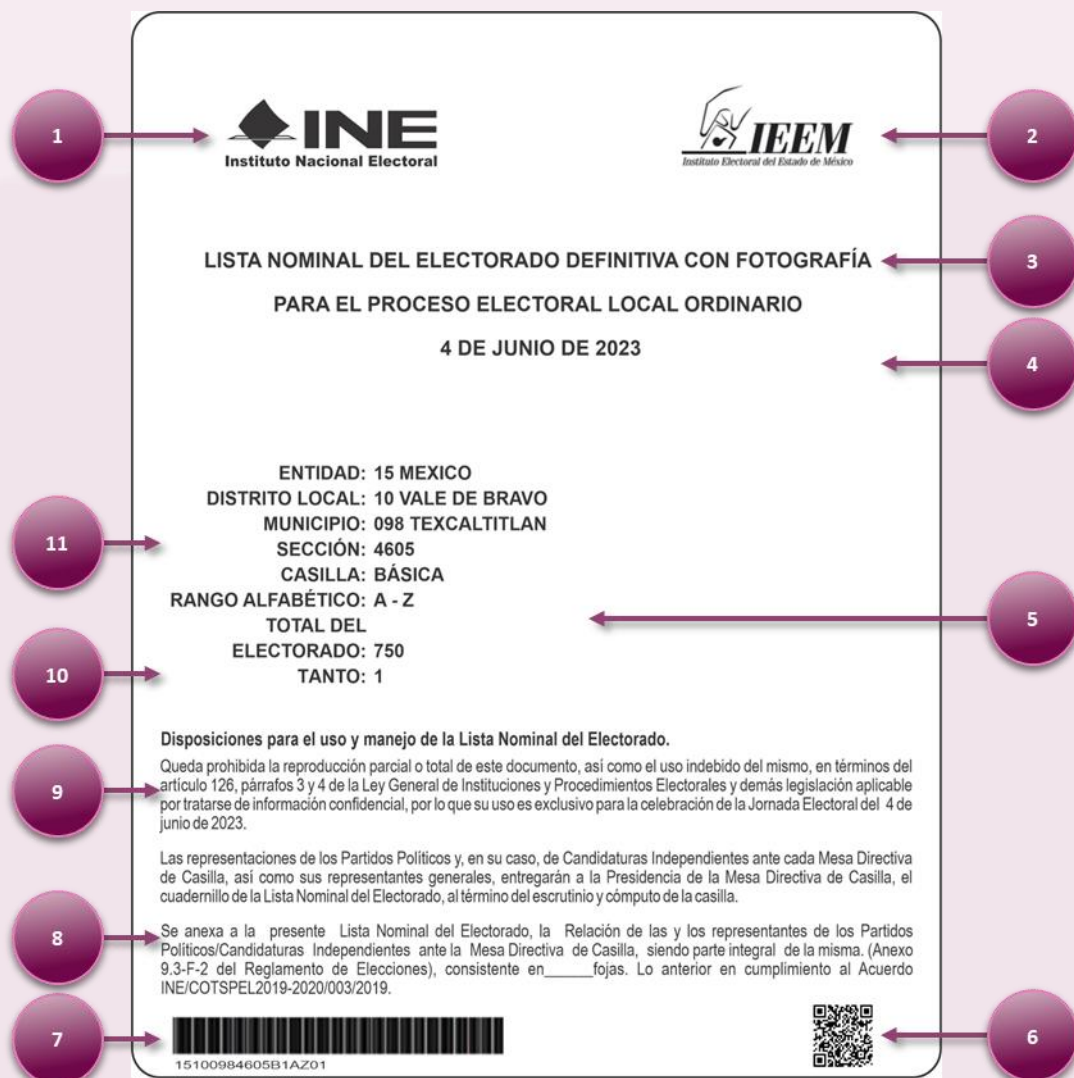 1
INE
Instituto Nacional Electoral
IEEM
Instituto Electoral del Estado de México
2
LISTA NOMINAL DEL ELECTORADO DEFINITIVA CON FOTOGRAFÍA
3
PARA EL PROCESO ELECTORAL LOCAL ORDINARIO
4 DE JUNIO DE 2023
4
ENTIDAD: 15 MEXICO
DISTRITO LOCAL: 10 VALE DE BRAVO
MUNICIPIO: 098 TEXCALTITLAN
11
SECCIÓN: 4605
CASILLA: BÁSICA
RANGO ALFABÉTICO: A - Z
5
TOTAL DEL
ELECTORADO: 750
10
TANTO: 1
Disposiciones para el uso y manejo de la Lista Nominal del Electorado.
Queda prohibida la reproducción parcial o total de este documento, así como el uso indebido del mismo, en términos del
9
artículo 126, párrafos 3 y 4 de la Ley General de Instituciones y Procedimientos Electorales y demás legislación aplicable
por tratarse de información confidencial, por lo que su uso es exclusivo para la celebración de la Jornada Electoral del 4 de
junio de 2023.
Las representaciones de los Partidos Políticos y, en su caso, de Candidaturas Independientes ante cada Mesa Directiva
de Casilla, así como sus representantes generales, entregarán a la Presidencia de la Mesa Directiva de Casilla, el
cuadernillo de la Lista Nominal del Electorado, al término del escrutinio y cómputo de la casilla.
8
Se anexa a la presente Lista Nominal del Electorado, la Relación de las y los representantes de los Partidos
Políticos/Candidaturas Independientes ante la Mesa Directiva de Casilla, siendo parte integral de la misma. (Anexo
9.3-F-2 del Reglamento de Elecciones), consistente en______fojas. Lo anterior en cumplimiento al Acuerdo
INE/COTSPEL2019-2020/003/2019.
7
15100984605B1AZ01
6